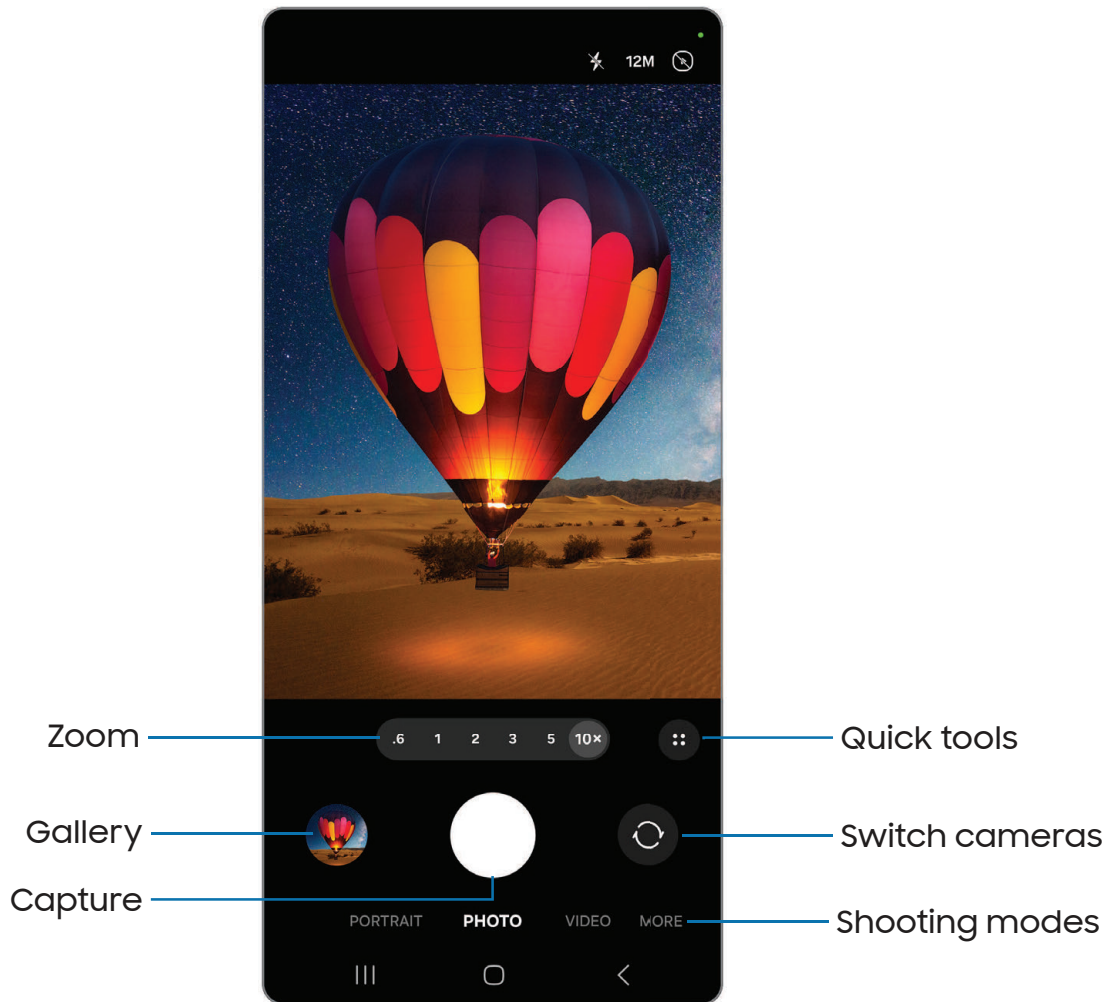 12M
Zoom
.6 1 2 3 5 10×
Quick tools
Gallery
Switch cameras
Capture
PORTRAIT PHOTO VIDEO MORE
Shooting modes